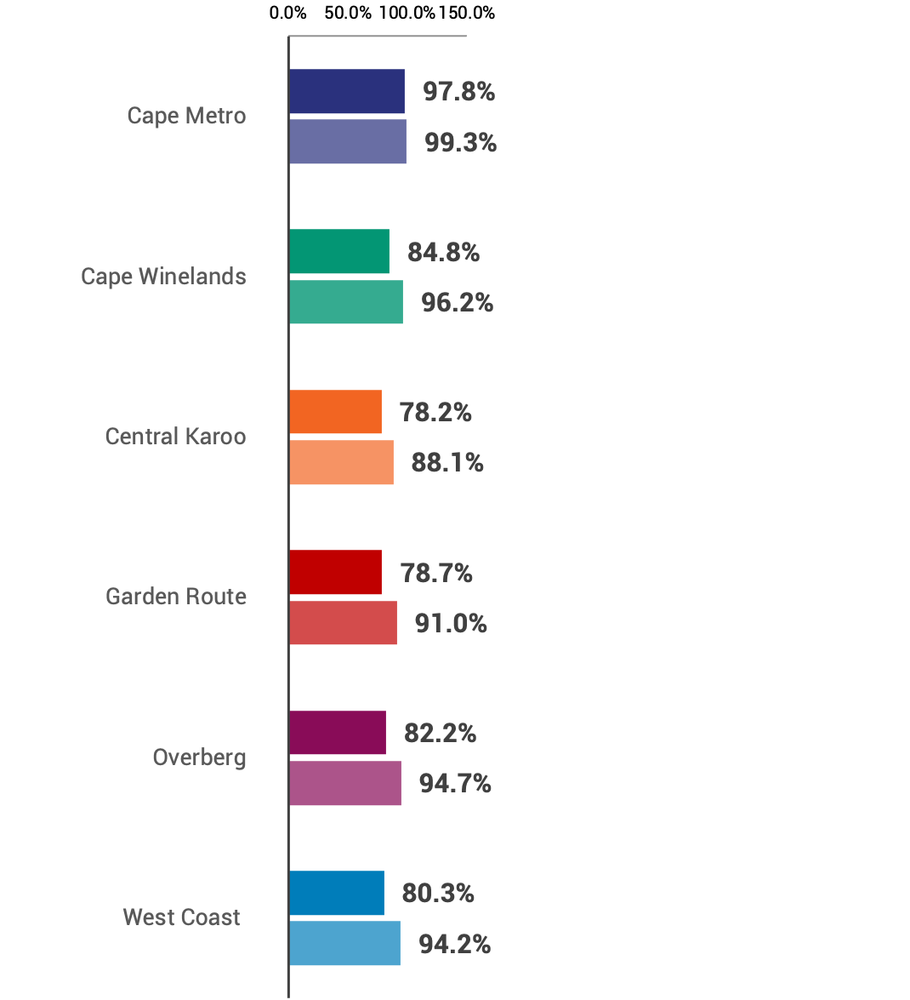 0.0% 50.0% 100.0% 150.0%
97.8%
Cape Metro
99.3%
84.8%
Cape Winelands
96.2%
78.2%
Central Karoo
88.1%
78.7%
Garden Route
91.0%
82.2%
Overberg
94.7%
80.3%
West Coast
94.2%